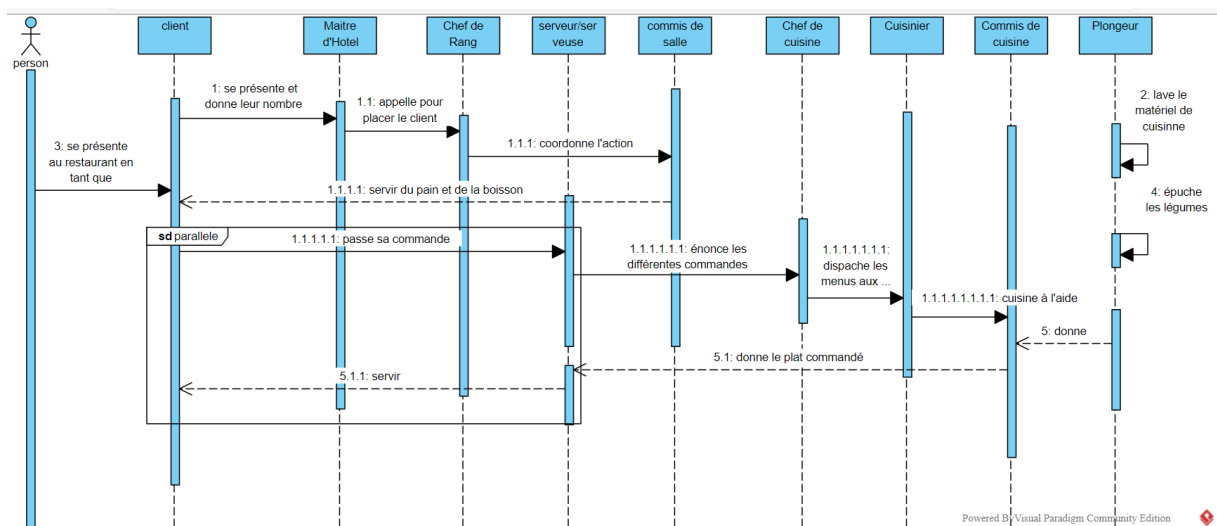 person
client
Maitre
d'Hotel
Chef de
Rang
serveur/ser
veuse
commis de
salle
Chef de
cuisine
Cuisinier
Commis de
cuisine
Plongeur
1: se présente et
donne leur nombre
1.1: appelle pour
placer le client
2: lave le
matériel de
cuisinne
1.1.1: coordonne l'action
3: se présente
au restaurant en
tant que
1.1.1.1: servir du pain et de la boisson
4: épuche
les légumes
sd parallele
1.1.1.1.1: passe sa commande
1.1.1.1.1.1: énonce les
différentes commandes
1.1.1.1.1.1.1:
dispache les
menus aux ...
1.1.1.1.1.1.1.1: cuisine à l'aide
5: donne
5.1: donne le plat commandé
5.1.1: servir
Powered ByVisual Paradigm Community Edition